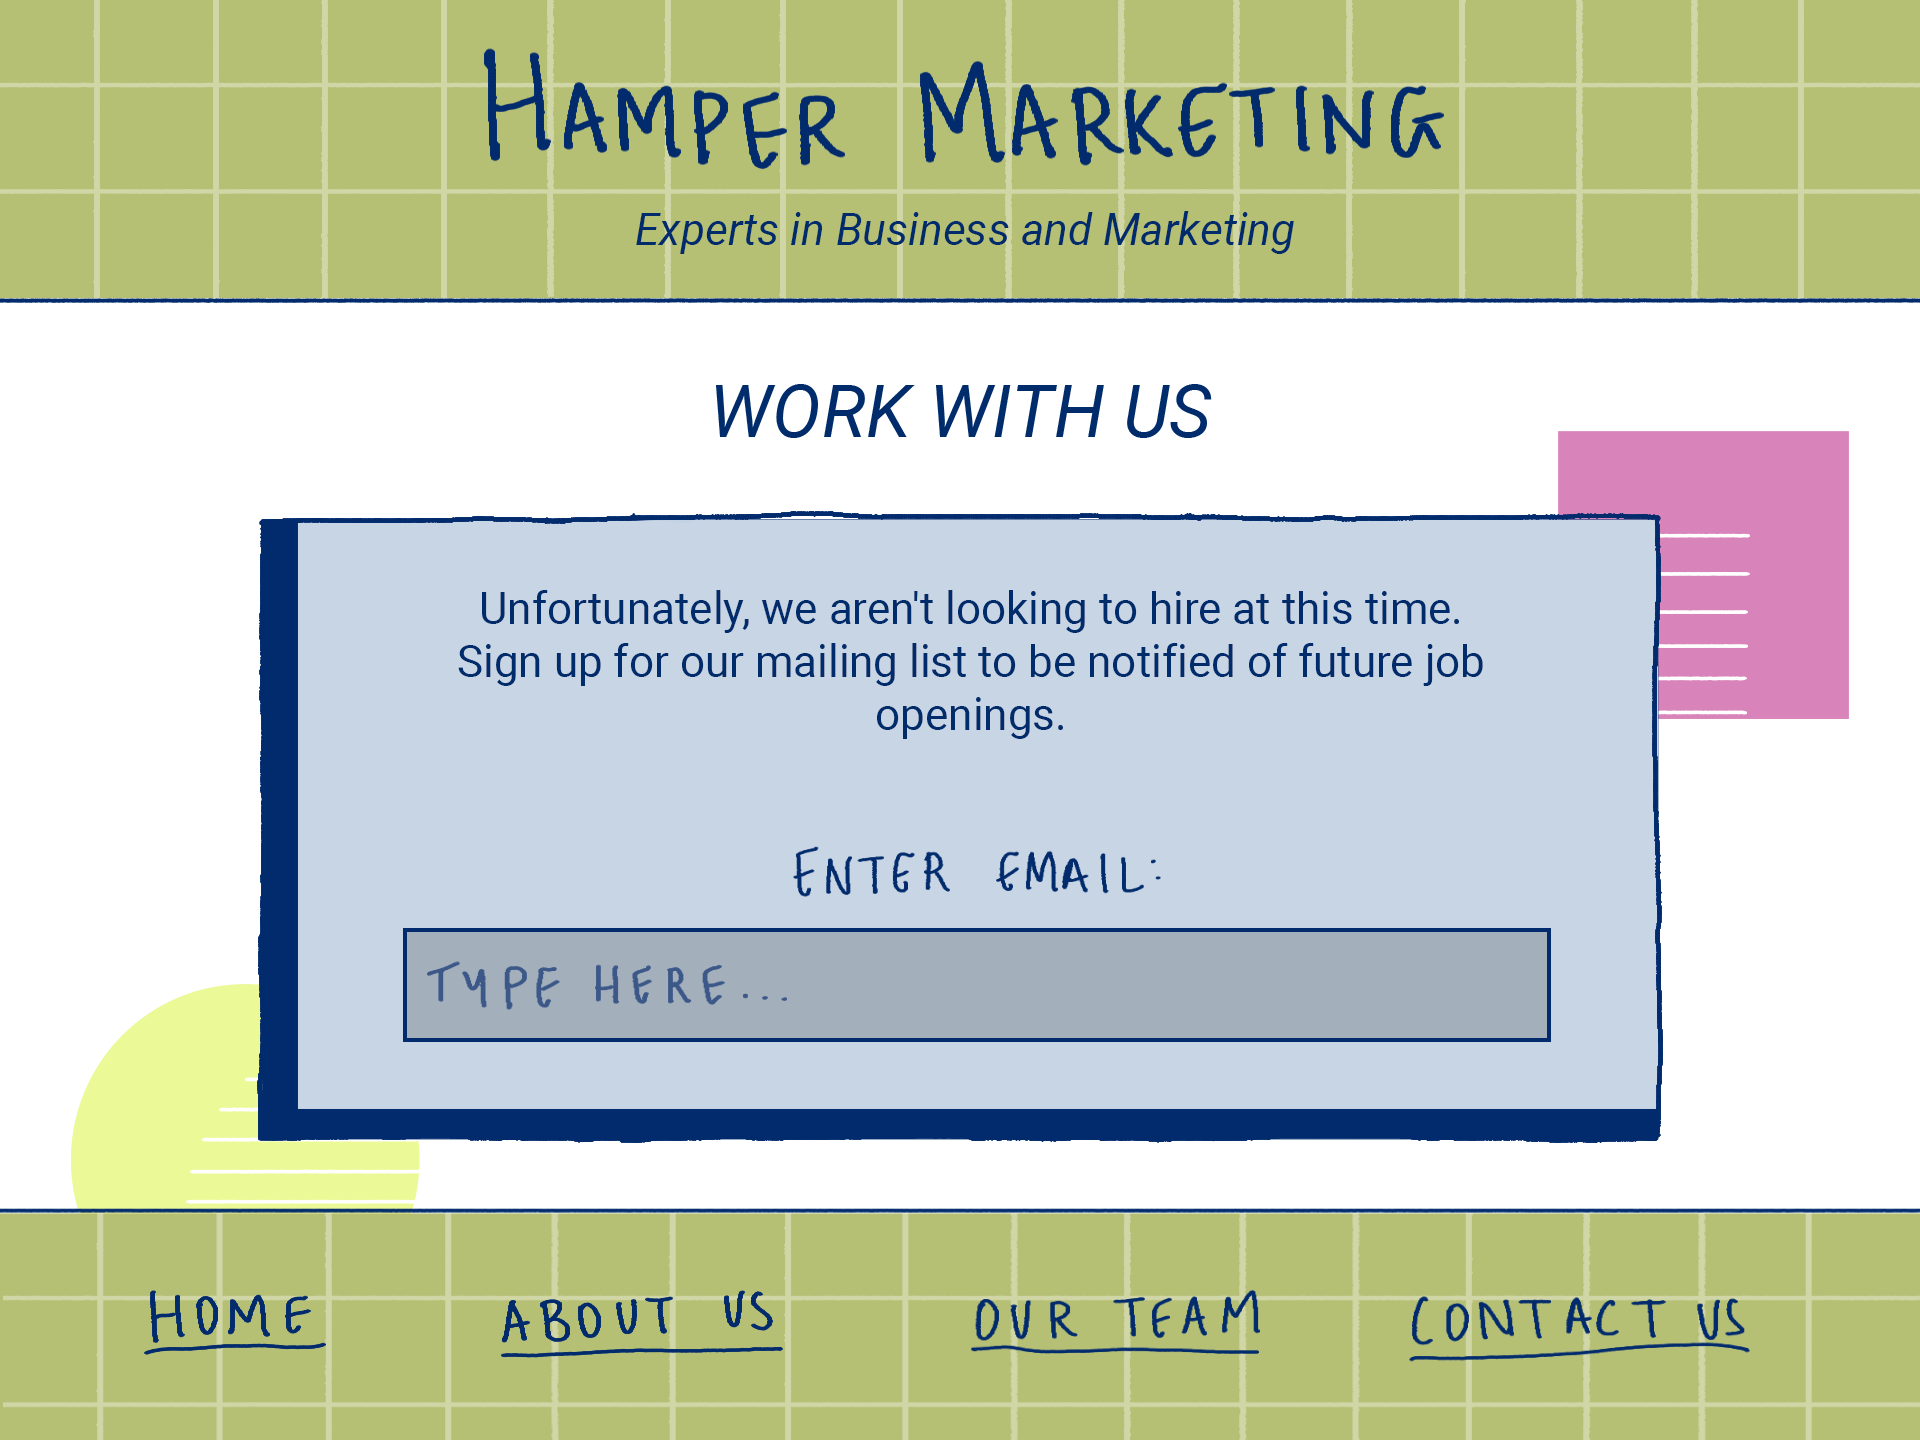 HAMPER MARKETING
Experts in Business and Marketing
WORK WITH US
Unfortunately, we aren't looking to hire at this time.
Sign up for our mailing list to be notified of future job
openings.
ENTER EMAIL:
TYPE HERE...
HOME ABOUT US OUR TEAM CONTACT US